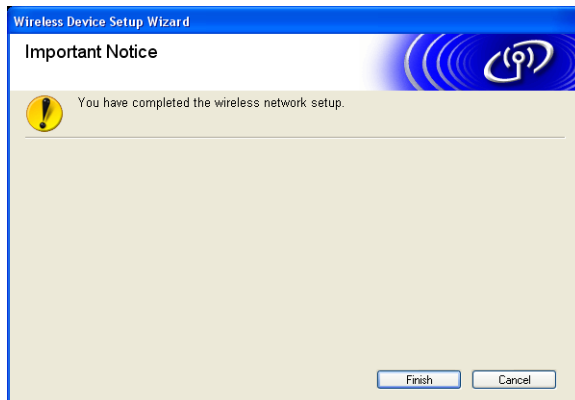 Wireless Device Setup Wizard
Important Notice
You have completed the wireless network setup.
Finish
Cancel